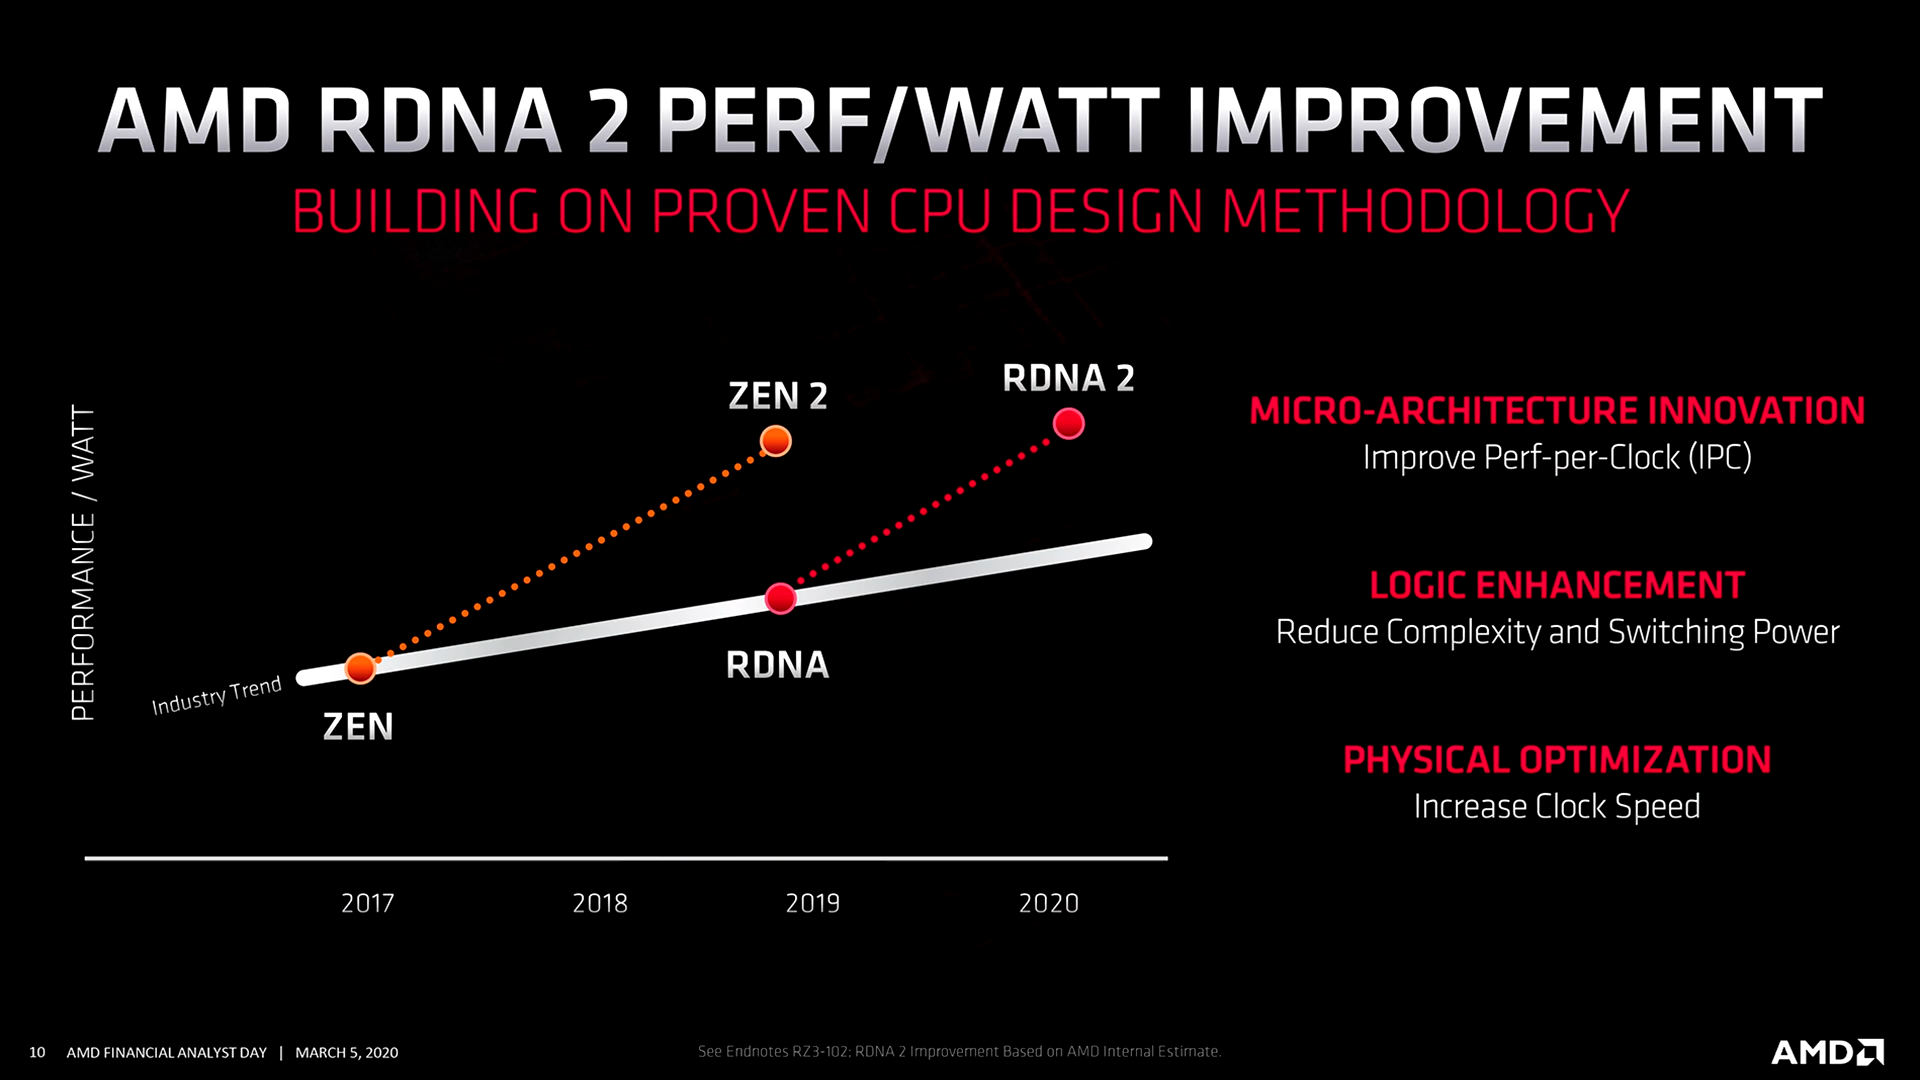 AMD RDNA 2 PERF/WATT IMPROVEMENT
BUILDING ON PROVEN CPU DESIGN METHODOLOGY
PERFORMANCE / WATT
ZEN 2
RDNA 2
RDNA
Industry Trend
ZEN
2017
2018
2019
2020
MICRO-ARCHITECTURE INNOVATION
Improve Perf-per-Clock (IPC)
LOGIC ENHANCEMENT
Reduce Complexity and Switching Power
PHYSICAL OPTIMIZATION
Increase Clock Speed
10 AMD FINANCIAL ANALYST DAY | MARCH 5, 2020
See Endnotes RZ3-102; RDNA 2 Improvement Based on AMD Internal Estimate.
AMD